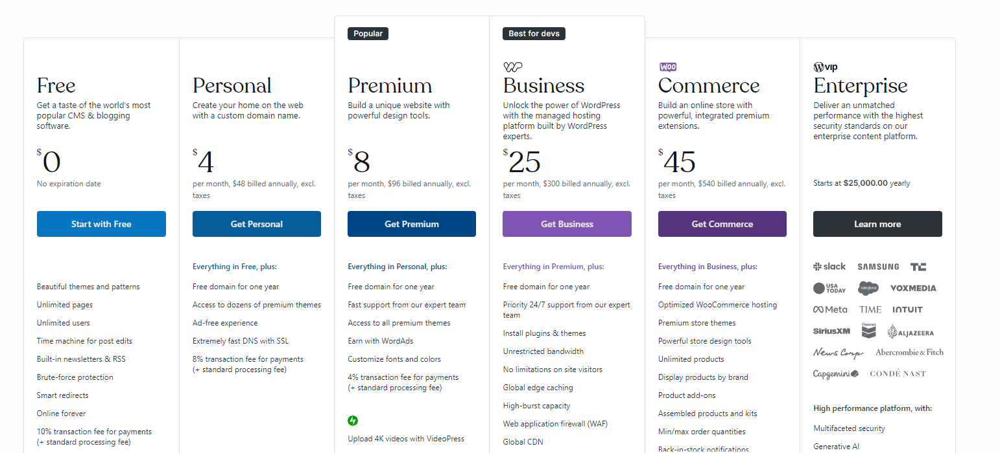 Popular
Best for devs
Free
Get a taste of the world's most
popular CMS & blogging
software.
$0
No expiration date
Start with Free
Beautiful themes and patterns
Unlimited pages
Unlimited users
Time machine for post edits
Built-in newsletters & RSS
Brute-force protection
Smart redirects
Online forever
10% transaction fee for payments
(+ standard processing fee)
Personal
Create your home on the web
with a custom domain name.
$4
per month, $48 billed annually, excl.
taxes
Get Personal
Everything in Free, plus:
Free domain for one year
Access to dozens of premium themes
Ad-free experience
Extremely fast DNS with SSL
8% transaction fee for payments
(+ standard processing fee)
Premium
Build a unique website with
powerful design tools.
$8
per month, $96 billed annually, excl.
taxes
Get Premium
Everything in Personal, plus:
Free domain for one year
Fast support from our expert team
Access to all premium themes
Earn with WordAds
Customize fonts and colors
4% transaction fee for payments
(+ standard processing fee)
Upload 4K videos with VideoPress
WP
Business
Unlock the power of WordPress
with the managed hosting
platform built by WordPress
experts.
$25
per month, $300 billed annually, excl.
taxes
Get Business
Everything in Premium, plus:
Free domain for one year
Priority 24/7 support from our expert
team
Install plugins & themes
Unrestricted bandwidth
No limitations on site visitors
Global edge caching
High-burst capacity
Web application firewall (WAF)
Global CDN
WOO
Commerce
Build an online store with
powerful, integrated premium
extensions.
$45
per month, $540 billed annually, excl.
taxes
Get Commerce
Everything in Business, plus:
Free domain for one year
Optimized WooCommerce hosting
Premium store themes
Powerful store design tools
Unlimited products
Display products by brand
Product add-ons
Assembled products and kits
Min/max order quantities
Back-in-stock notifications
W vip
Enterprise
Deliver an unmatched
performance with the highest
security standards on our
enterprise content platform.
Starts at $25,000.00 yearly
Learn more
slack SAMSUNG TC
USA TODAY salesforce VOXMEDIA
Meta TIME INTUIT
SiriusXM Chevron ALJAZEERA
News Corp Abercrombie & Fitch
Capgemini CONDÉ NAST
High performance platform, with:
Multifaceted security
Generative AI